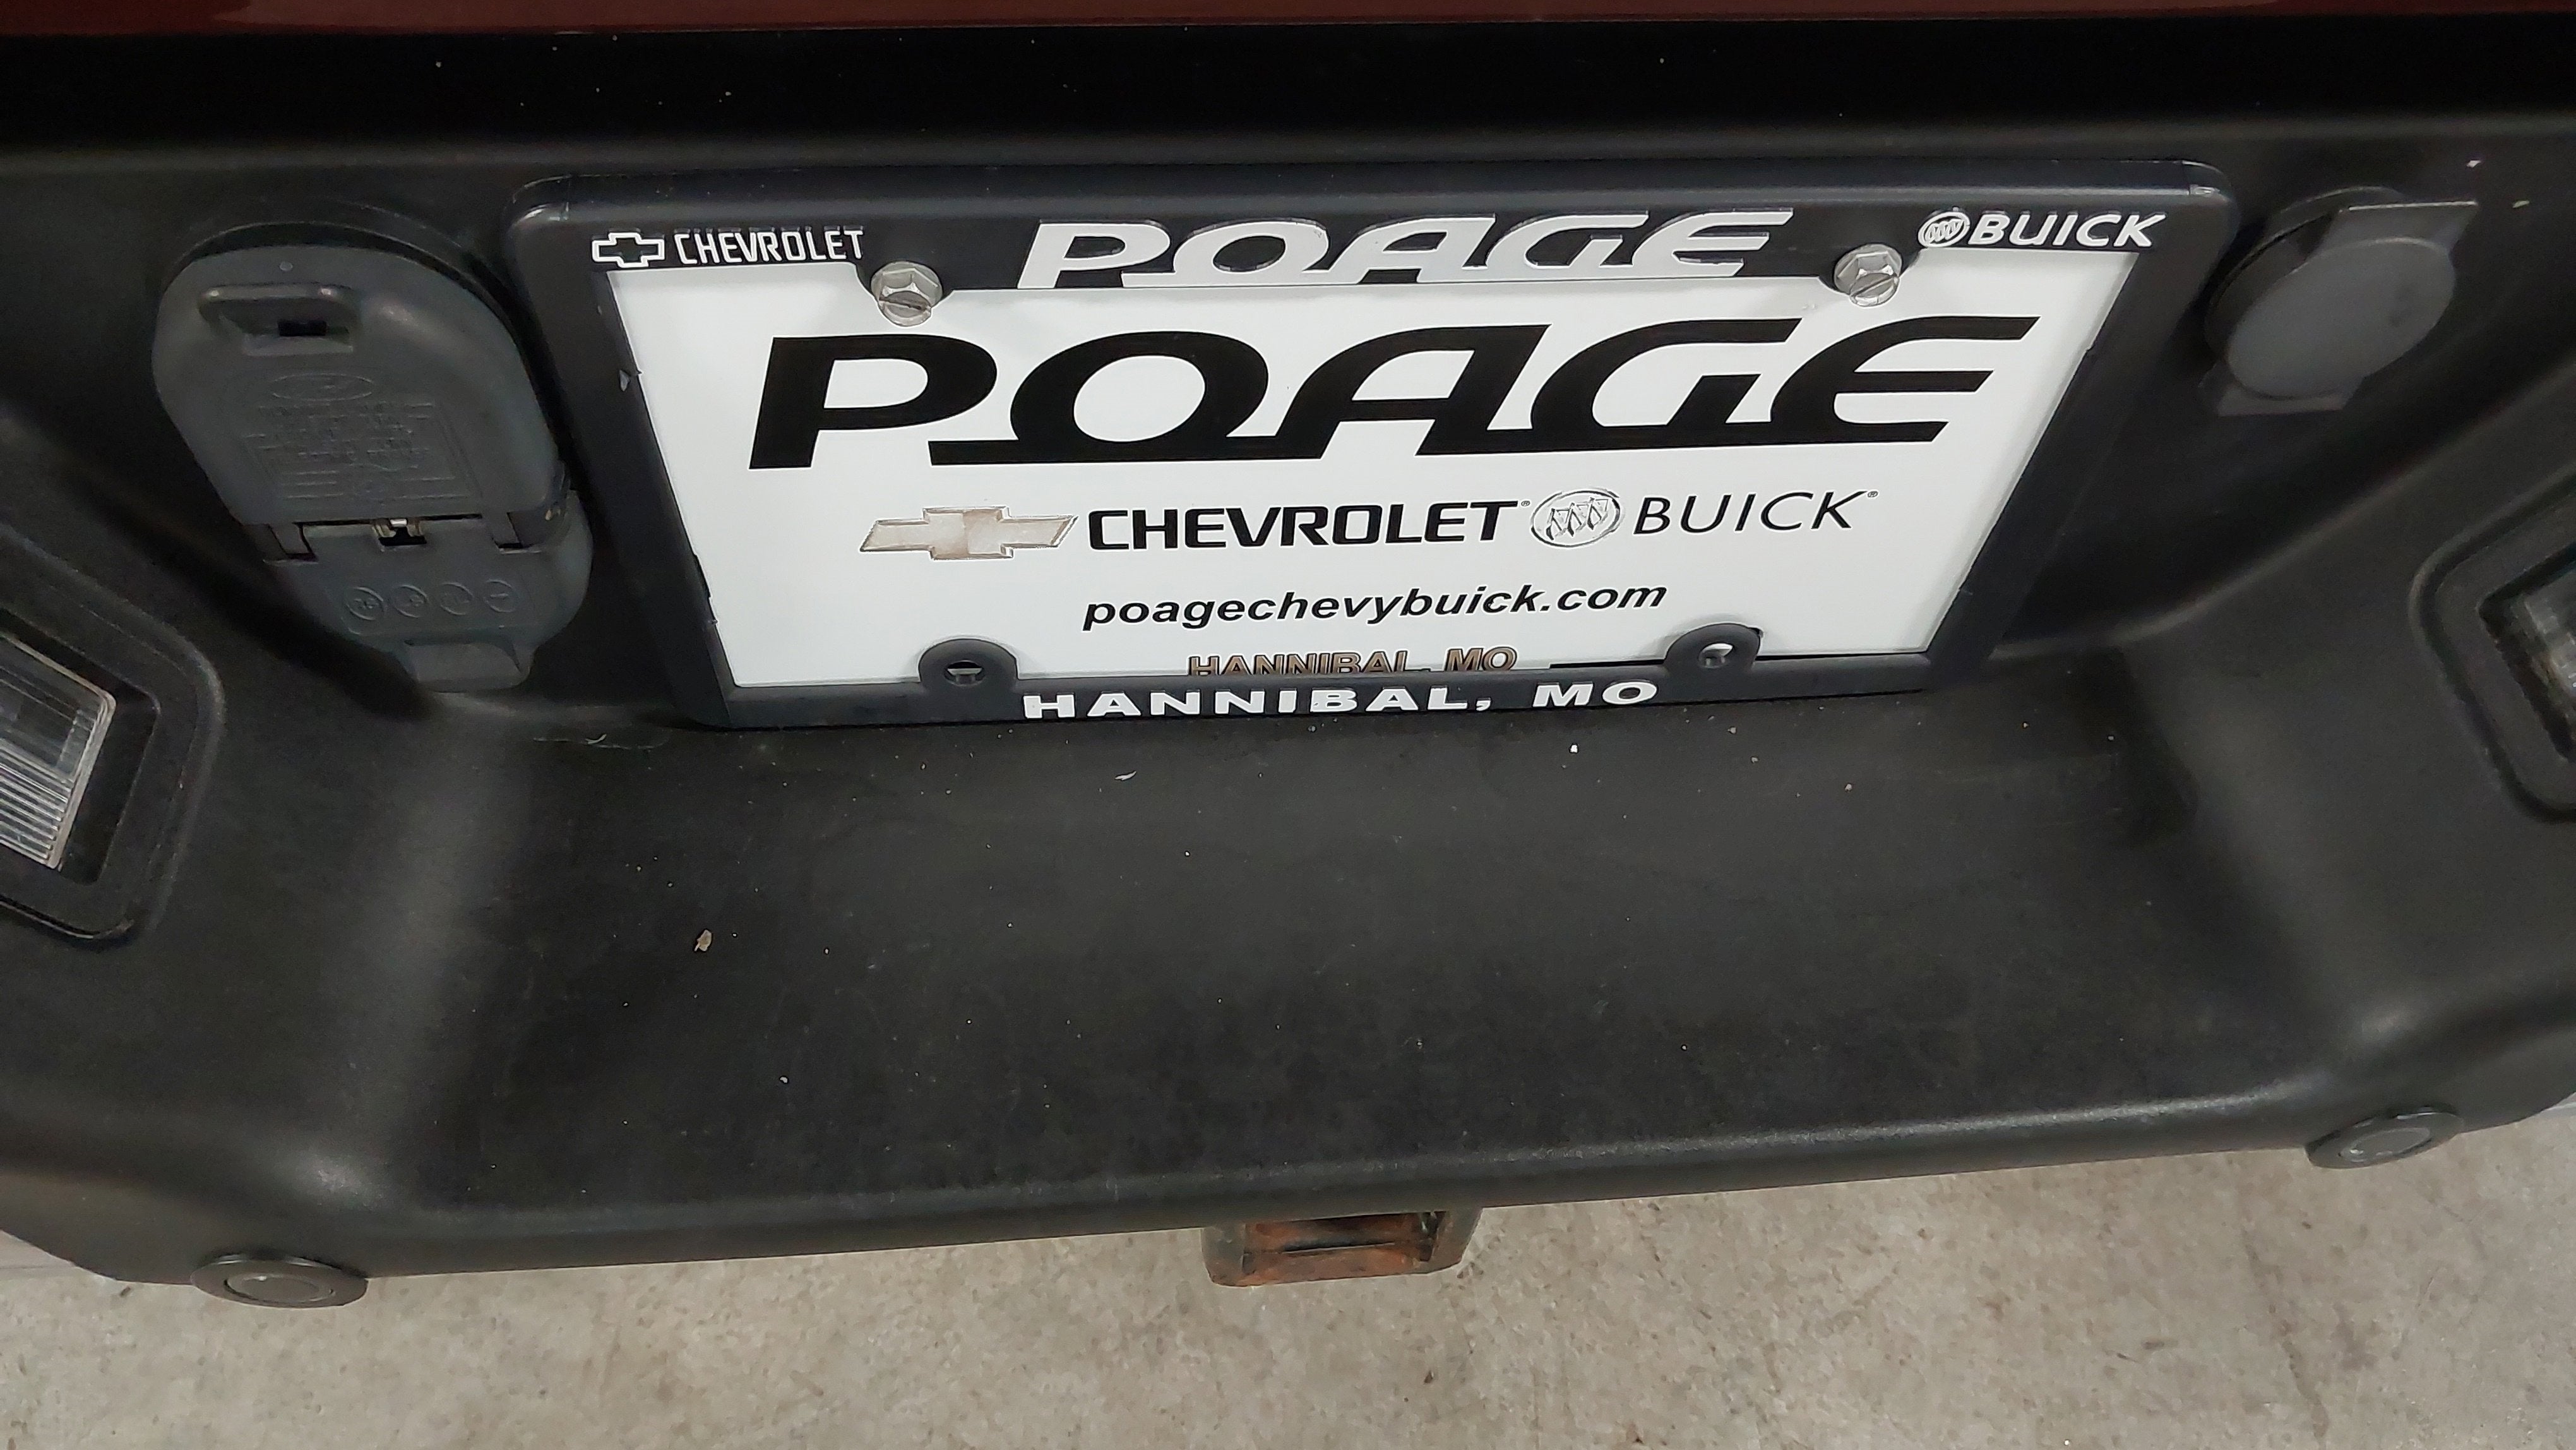 CHEVROLET POAGE BUICK
POAGE
CHEVROLET® BUICK®
poagechevybuick.com
HANNIBAL, MO
HANNIBAL, MO